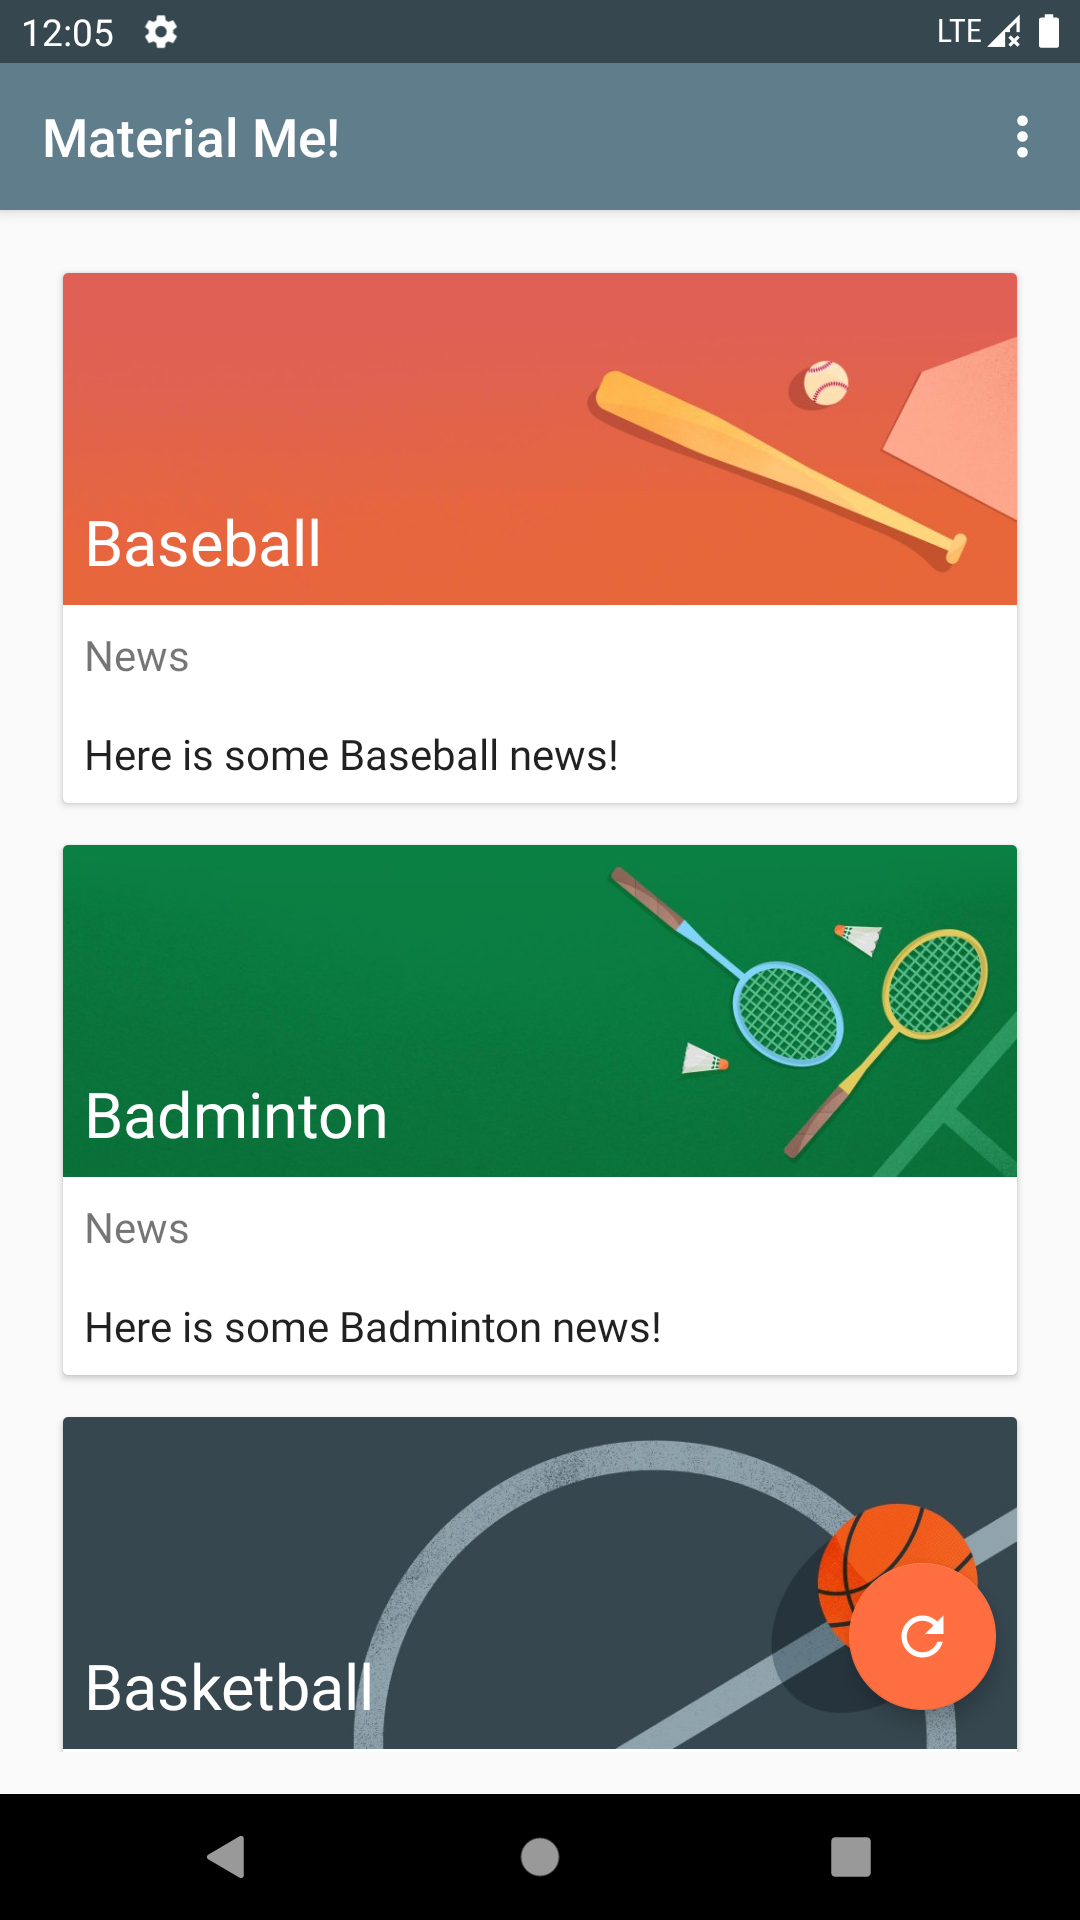 12:05
LTE
Material Me!
Baseball
News
Here is some Baseball news!
Badminton
News
Here is some Badminton news!
Basketball